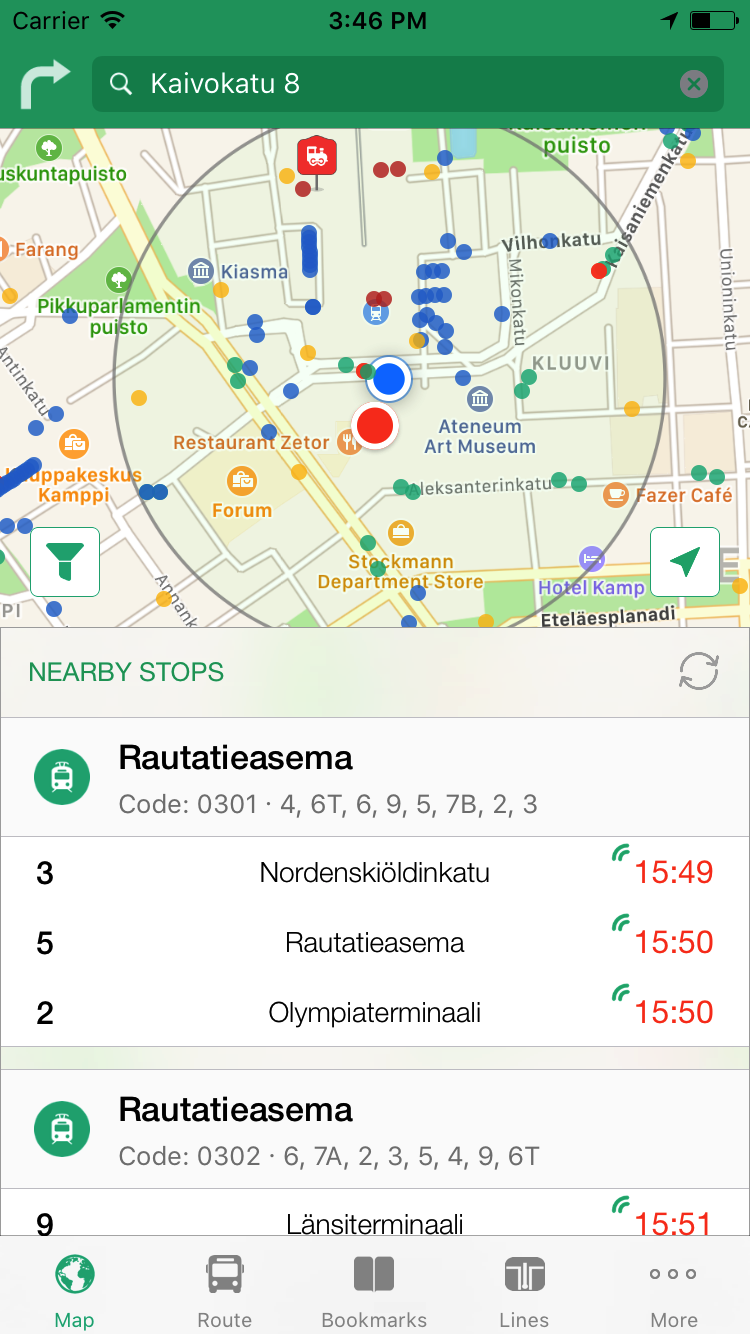 Carrier 3:46 PM
Kaivokatu 8
puisto
uskuntapuisto
Kaisaniemenkatu
Vilhonkatu
Farang
Kiasma
Mikonkatu
Unioninkatu
Pikkuparlamentin
puisto
Antinkatu
KLUUVI
Ateneum
Art Museum
Restaurant Zetor
Kauppakeskus
Kamppi
Forum
Aleksanterinkatu
Fazer Café
Stockmann
Department Store
Hotel Kamp
Annank
PI
Eteläesplanadi
NEARBY STOPS
Rautatieasema
Code: 0301 · 4, 6T, 6, 9, 5, 7B, 2, 3
3 Nordenskiöldinkatu 15:49
5 Rautatieasema 15:50
2 Olympiaterminaali 15:50
Rautatieasema
Code: 0302 · 6, 7A, 2, 3, 5, 4, 9, 6T
9 Länsiterminaali 15:51
Map Route Bookmarks Lines More